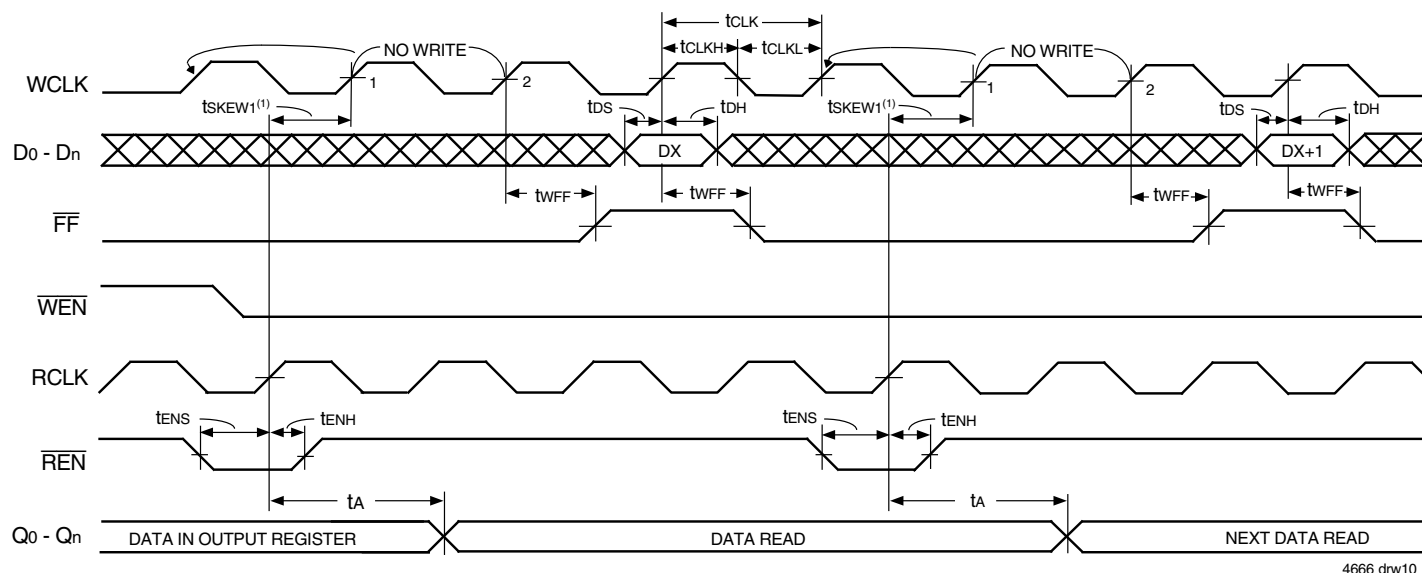 tCLK
NO WRITE
tCLKH
tCLKL
NO WRITE
WCLK
1
2
1
2
tSKEW1(1)
tDS
tDH
tSKEW1(1)
tDS
tDH
D0 - Dn
DX
DX+1
tWFF
tWFF
tWFF
tWFF
FF
WEN
RCLK
tENS
tENH
tENS
tENH
REN
tA
tA
Q0 - Qn
DATA IN OUTPUT REGISTER
DATA READ
NEXT DATA READ
4666 drw10